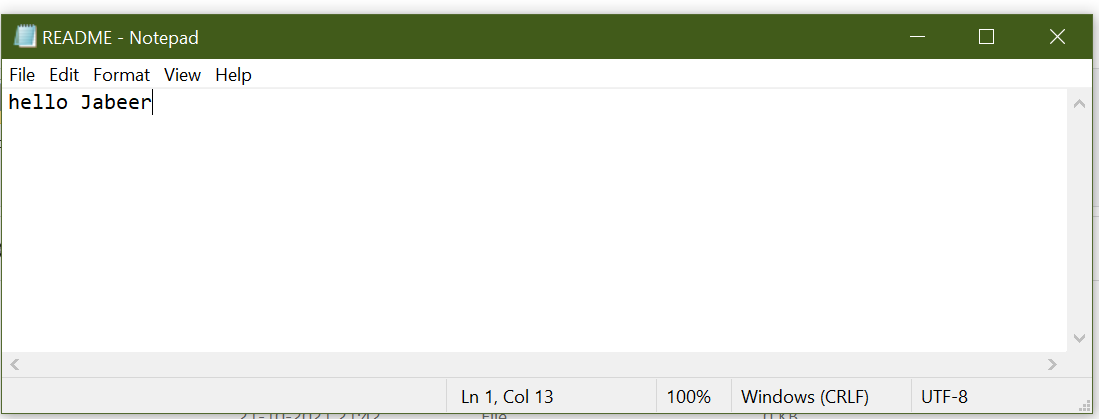 README - Notepad
File Edit Format View Help
hello Jabeer
Ln 1, Col 13 100% Windows (CRLF) UTF-8